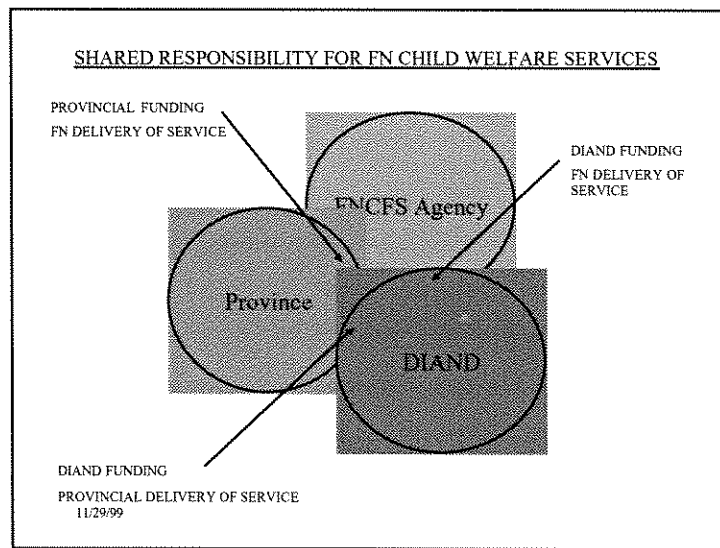 SHARED RESPONSIBILITY FOR FN CHILD WELFARE SERVICES
PROVINCIAL FUNDING
FN DELIVERY OF SERVICE
DIAND FUNDING
FN DELIVERY OF
SERVICE
FNCFS Agency
Province
DIAND
DIAND FUNDING
PROVINCIAL DELIVERY OF SERVICE
11/29/99